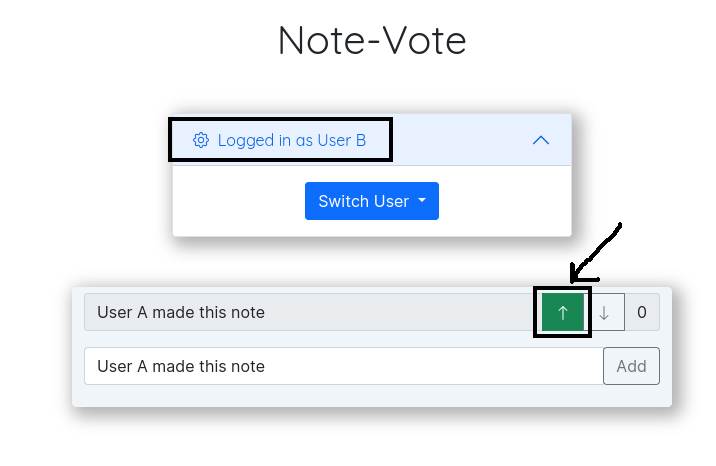 Note-Vote
Logged in as User B
Switch User
User A made this note ↑ ↓ 0
User A made this note Add